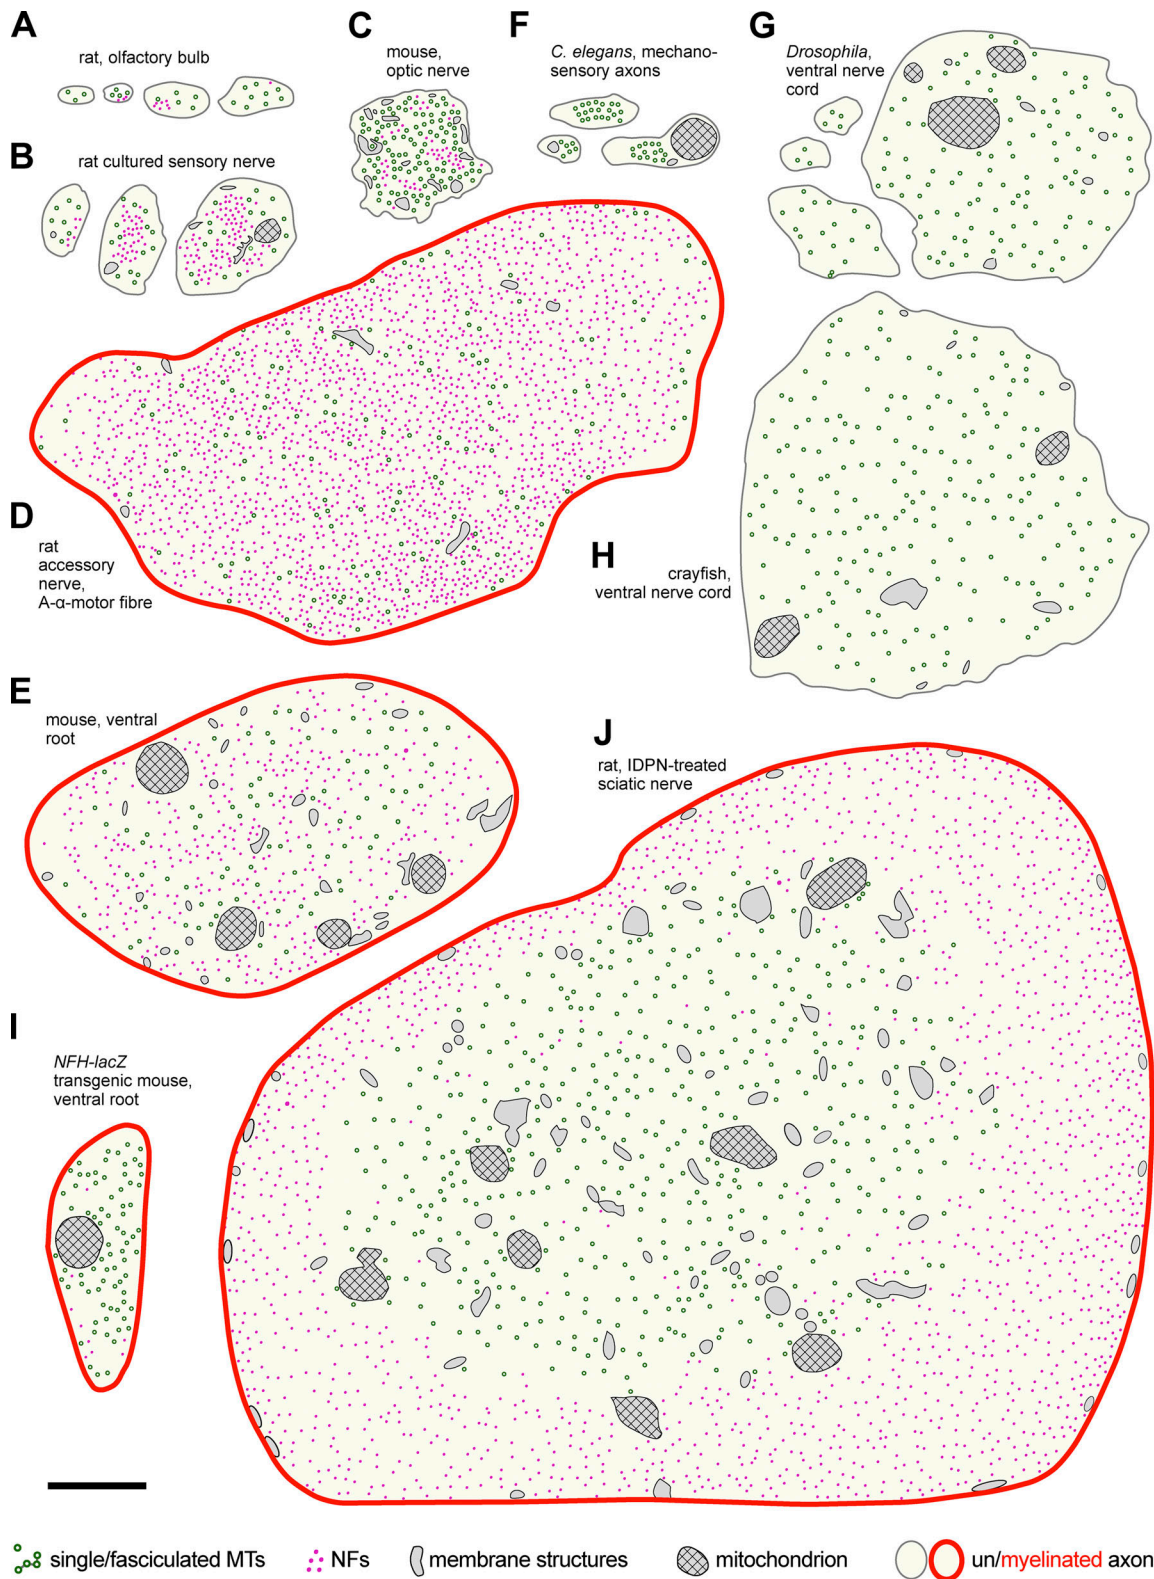 A
rat, olfactory bulb
B
rat cultured sensory nerve
C
mouse,
optic nerve
F
C. elegans, mechano-
sensory axons
G
Drosophila,
ventral nerve
cord
D
rat
accessory
nerve,
A-α-motor fibre
H
crayfish,
ventral nerve cord
E
mouse, ventral
root
J
rat, IDPN-treated
sciatic nerve
I
NFH-lacZ
transgenic mouse,
ventral root
single/fasciculated MTs
NFs
membrane structures
mitochondrion
un/myelinated axon